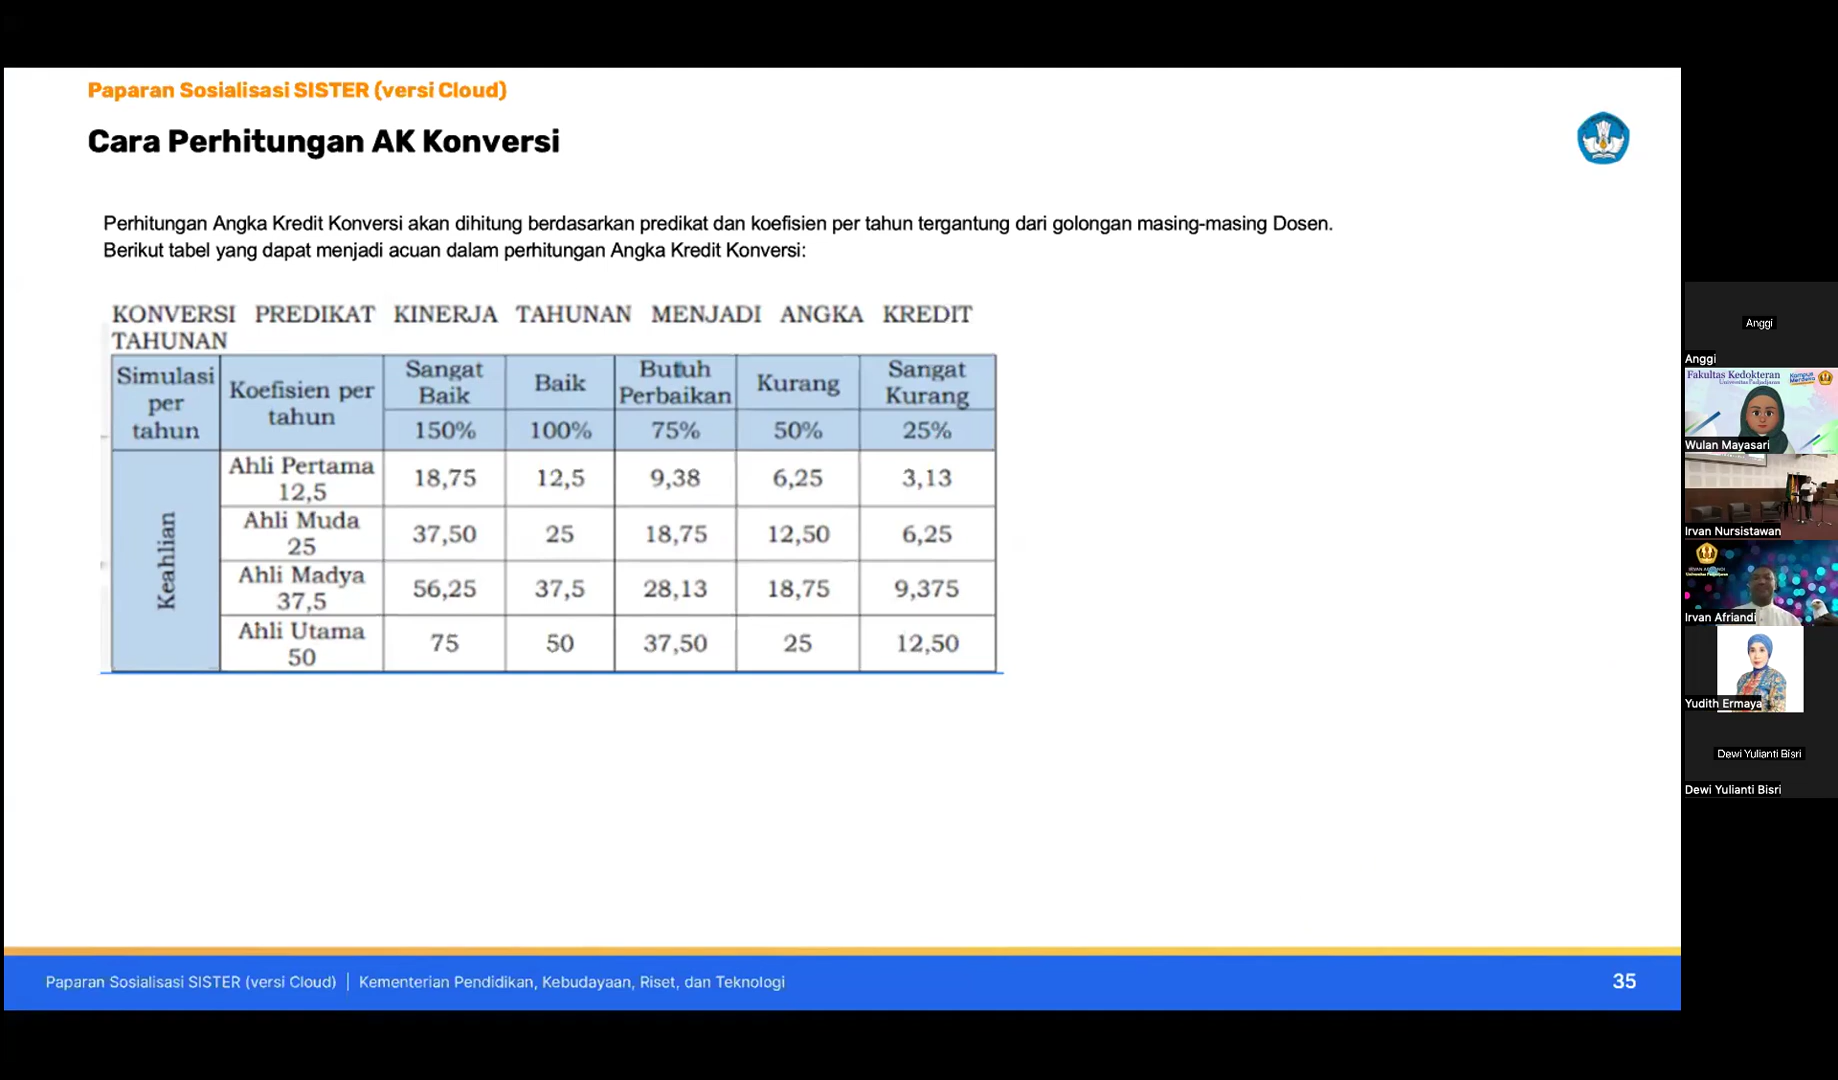 Paparan Sosialisasi SISTER (versi Cloud)
Cara Perhitungan AK Konversi
Perhitungan Angka Kredit Konversi akan dihitung berdasarkan predikat dan koefisien per tahun tergantung dari golongan masing-masing Dosen.
Berikut tabel yang dapat menjadi acuan dalam perhitungan Angka Kredit Konversi:
KONVERSI PREDIKAT KINERJA TAHUNAN MENJADI ANGKA KREDIT
TAHUNAN
Simulasi per tahun Koefisien per tahun Sangat Baik Baik Butuh Perbaikan Kurang Sangat Kurang
150% 100% 75% 50% 25%
Keahlian
Ahli Pertama 12,5 18,75 12,5 9,38 6,25 3,13
Ahli Muda 25 37,50 25 18,75 12,50 6,25
Ahli Madya 37,5 56,25 37,5 28,13 18,75 9,375
Ahli Utama 50 75 50 37,50 25 12,50
Paparan Sosialisasi SISTER (versi Cloud) | Kementerian Pendidikan, Kebudayaan, Riset, dan Teknologi
35
Anggi
Anggi
Fakultas Kedokteran
Universitas Padjadjaran
Kampus Merdeka
Wulan Mayasari
Irvan Nursistawan
Universitas Padjadjaran
Irvan Afriandi
Yudith Ermaya
Dewi Yulianti Bisri
Dewi Yulianti Bisri